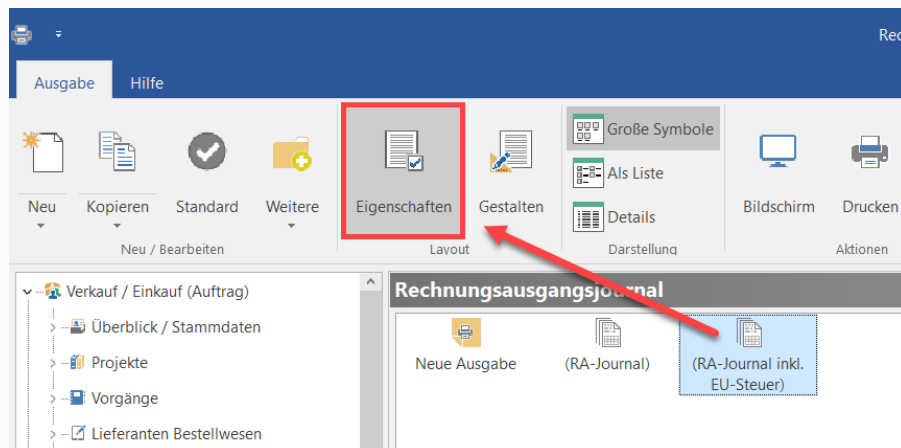 Rec
Ausgabe Hilfe
Neu Kopieren Standard Weitere Eigenschaften Gestalten Große Symbole Als Liste Details Bildschirm Drucken
Neu / Bearbeiten Layout Darstellung Aktionen
Verkauf / Einkauf (Auftrag)
Überblick / Stammdaten
Projekte
Vorgänge
Lieferanten Bestellwesen
Rechnungsausgangsjournal
Neue Ausgabe (RA-Journal) (RA-Journal inkl.
EU-Steuer)